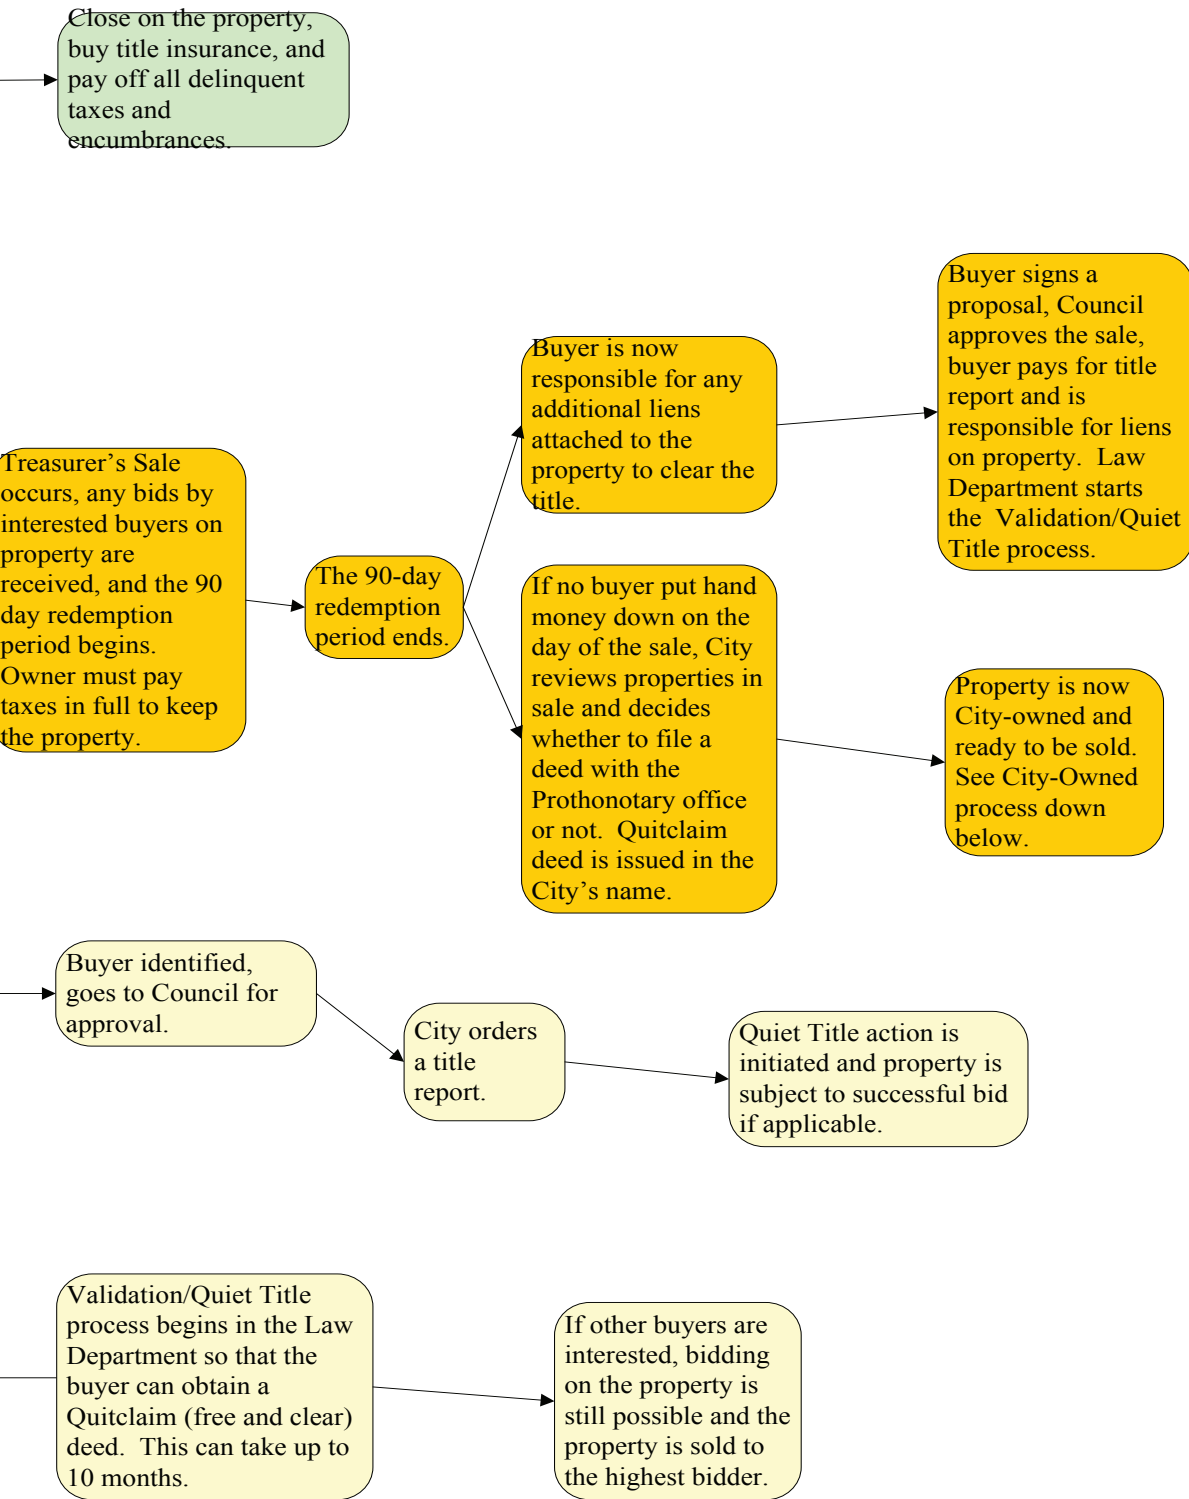 Close on the property,
buy title insurance, and
pay off all delinquent
taxes and
encumbrances.
Treasurer’s Sale
occurs, any bids by
interested buyers on
property are
received, and the 90
day redemption
period begins.
Owner must pay
taxes in full to keep
the property.
The 90-day
redemption
period ends.
Buyer is now
responsible for any
additional liens
attached to the
property to clear the
title.
Buyer signs a
proposal, Council
approves the sale,
buyer pays for title
report and is
responsible for liens
on property.  Law
Department starts
the  Validation/Quiet
Title process.
If no buyer put hand
money down on the
day of the sale, City
reviews properties in
sale and decides
whether to file a
deed with the
Prothonotary office
or not.  Quitclaim
deed is issued in the
City’s name.
Property is now
City-owned and
ready to be sold.
See City-Owned
process down
below.
Buyer identified,
goes to Council for
approval.
City orders
a title
report.
Quiet Title action is
initiated and property is
subject to successful bid
if applicable.
Validation/Quiet Title
process begins in the Law
Department so that the
buyer can obtain a
Quitclaim (free and clear)
deed.  This can take up to
10 months.
If other buyers are
interested, bidding
on the property is
still possible and the
property is sold to
the highest bidder.